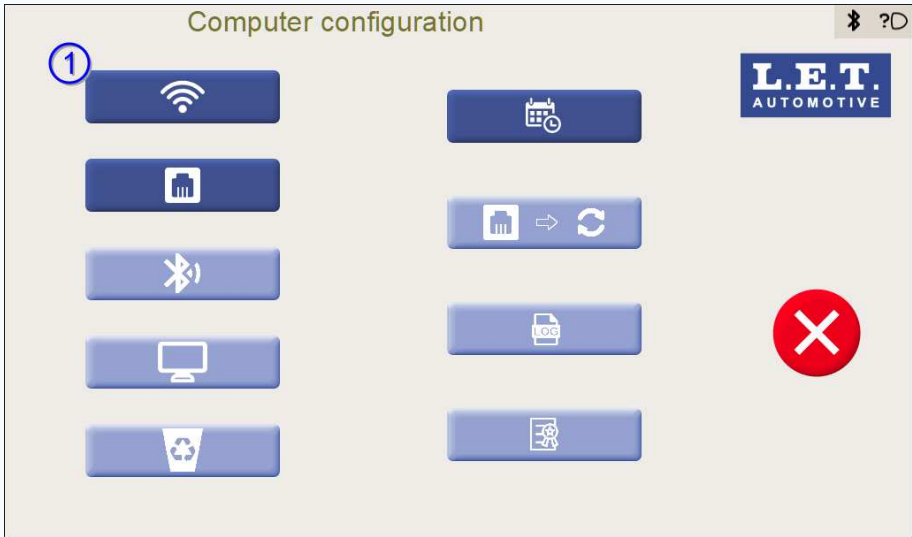 Computer configuration
?
1
L.E.T.
AUTOMOTIVE
LOG